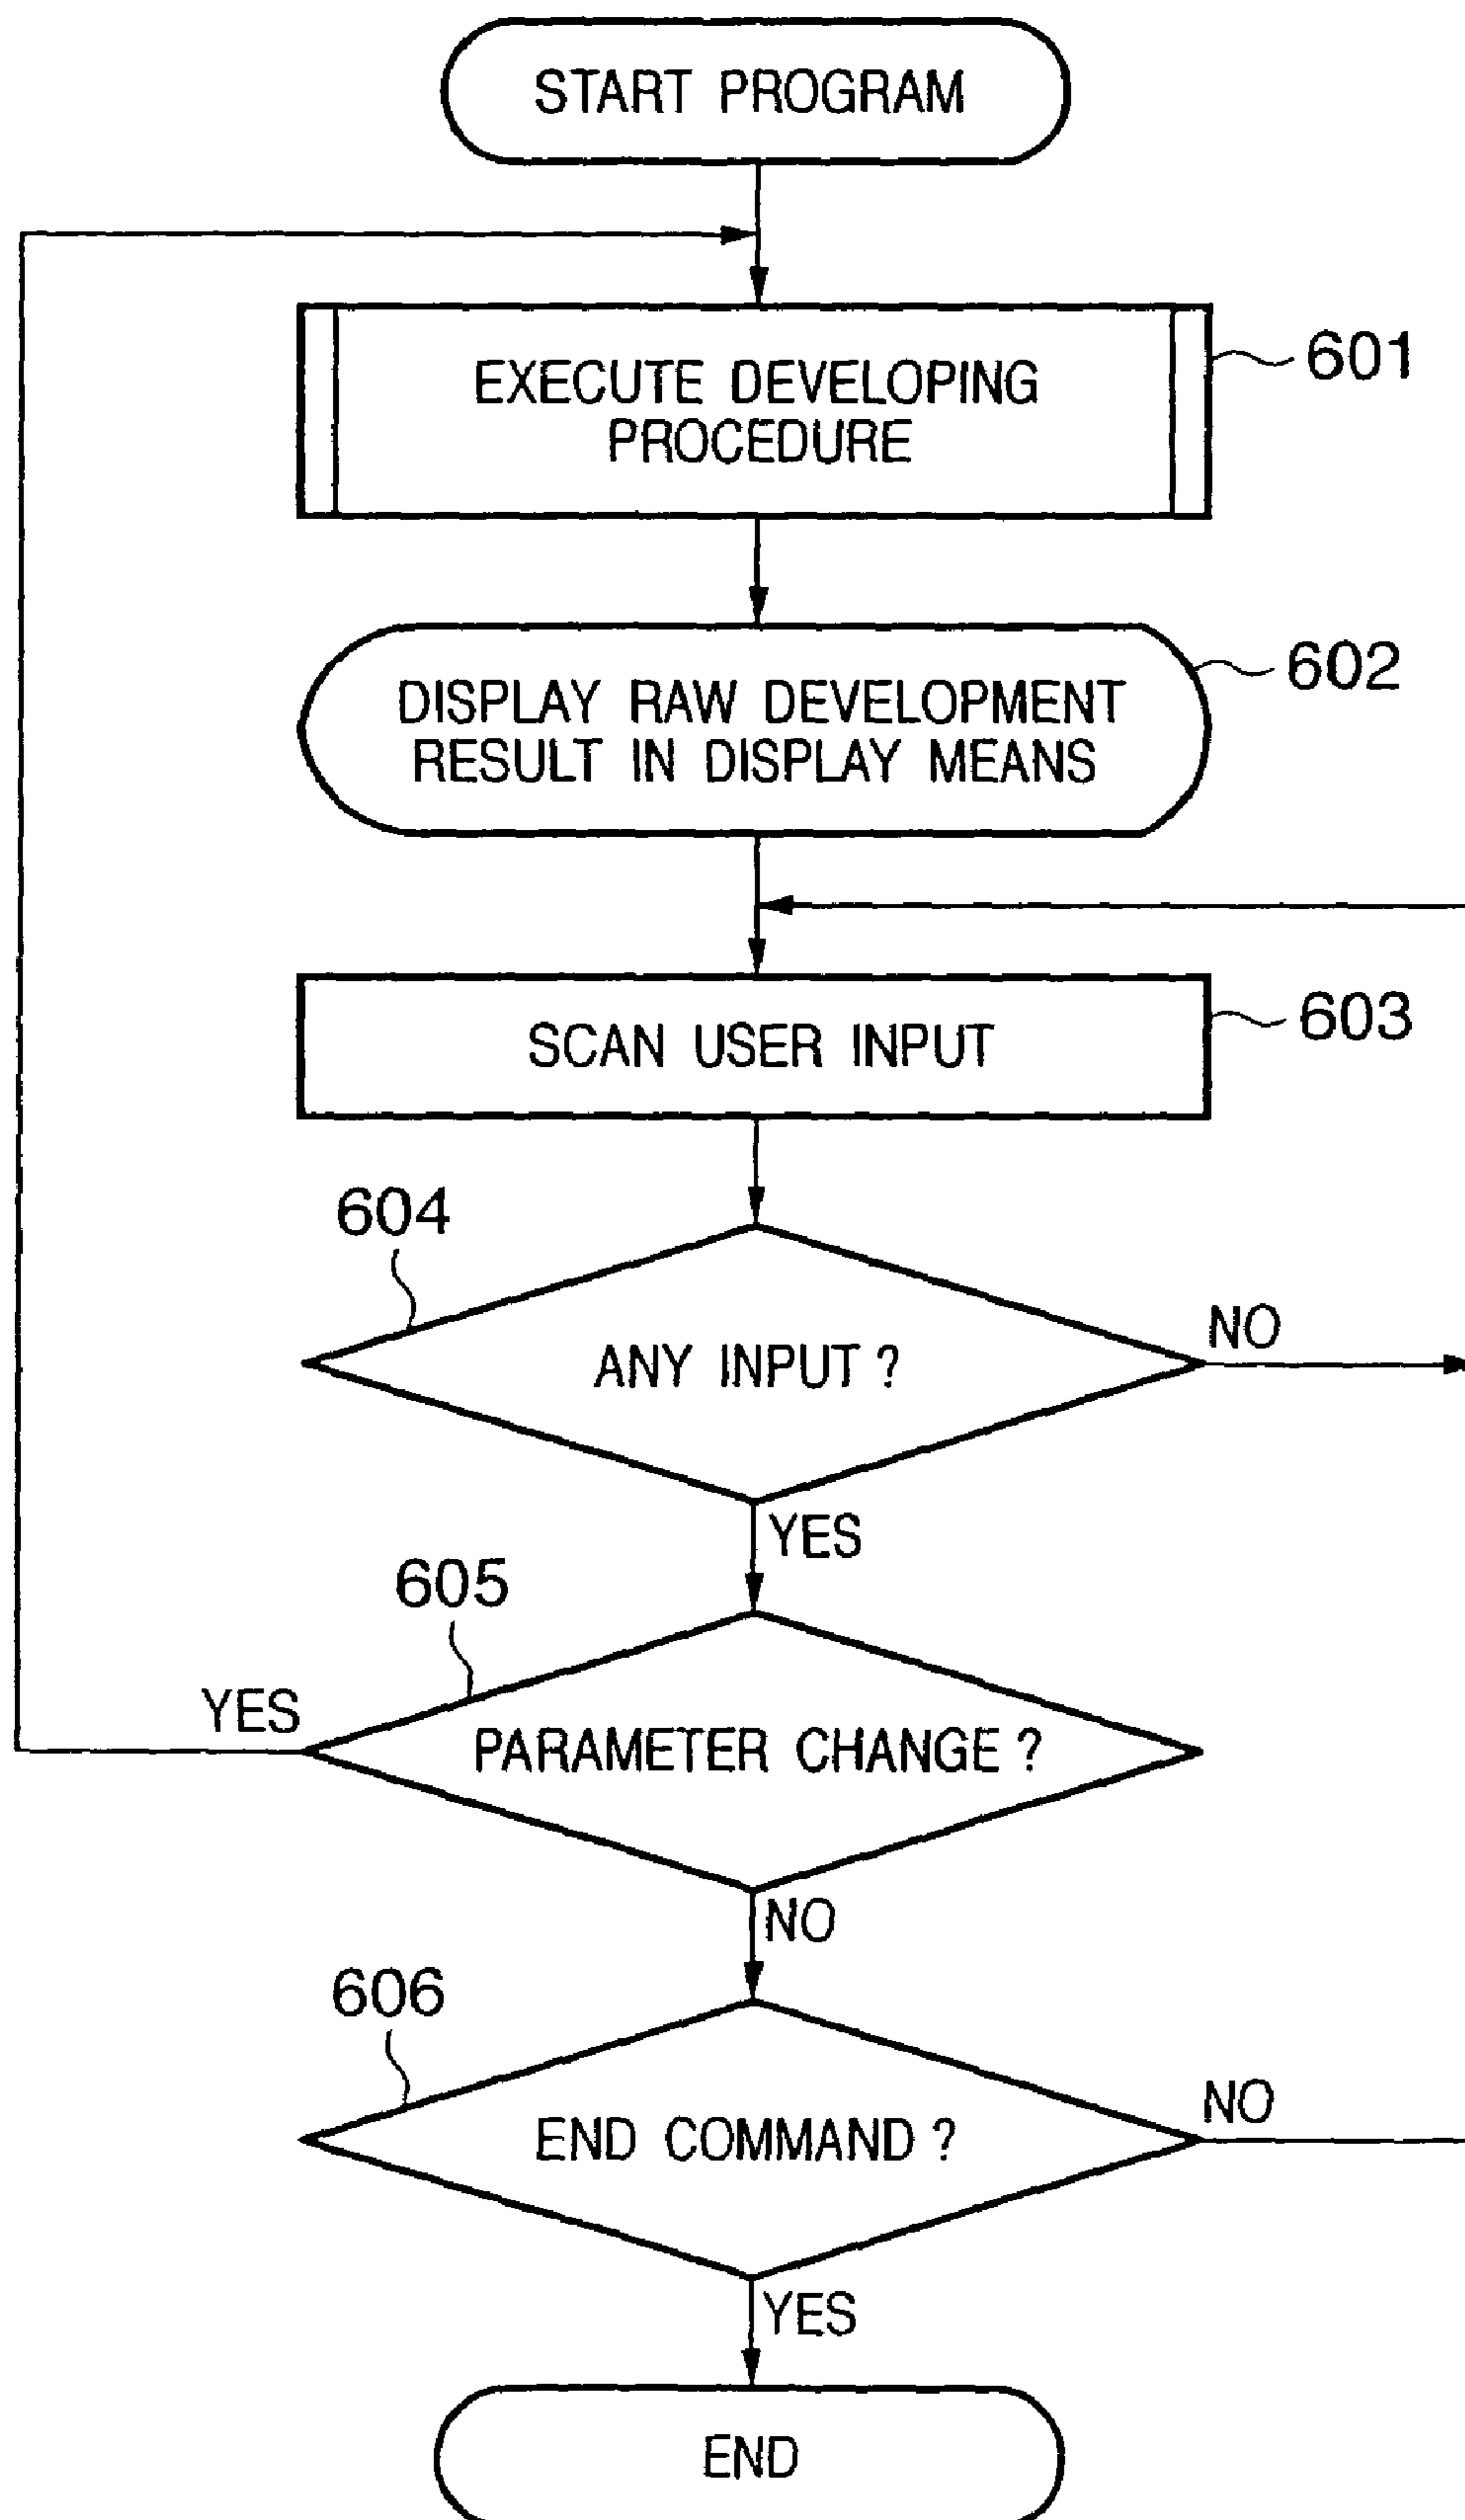 START PROGRAM
EXECUTE DEVELOPING
PROCEDURE
601
DISPLAY RAW DEVELOPMENT
RESULT IN DISPLAY MEANS
602
SCAN USER INPUT
603
604
ANY INPUT ?
NO
YES
605
YES
PARAMETER CHANGE ?
NO
606
END COMMAND ?
NO
YES
END